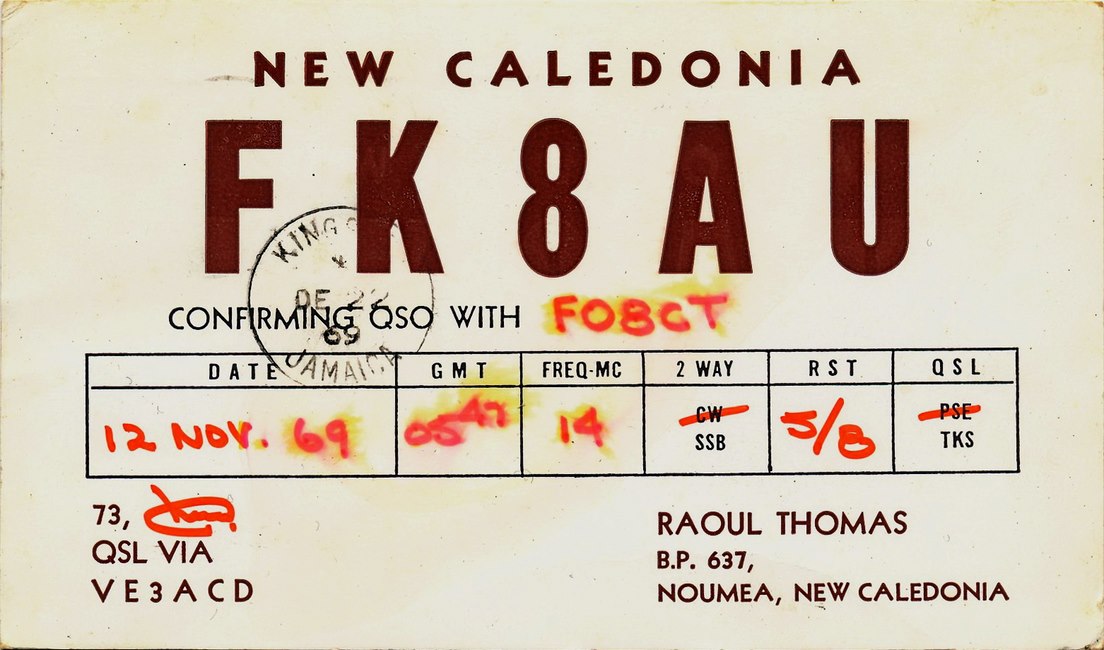 NEW CALEDONIA
FK8AU
DE 22
69
JAMAICA
CONFIRMING QSO WITH FO8CT
DATE GMT FREQ-MC 2 WAY RST QSL
12 NOV. 69 0547 14 CW SSB 5/8 PSE TKS
73,
QSL VIA
VE3ACD
RAOUL THOMAS
B.P. 637,
NOUMEA, NEW CALEDONIA